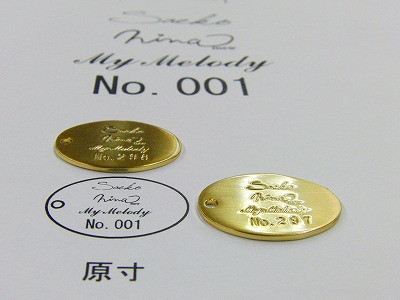 Saeko
Nina
My Melody
No. 001
Saeko
Nina
My Melody
No. 296
Saeko
Nina
My Melody
No. 297
Saeko
Nina
My Melody
No. 001
原寸